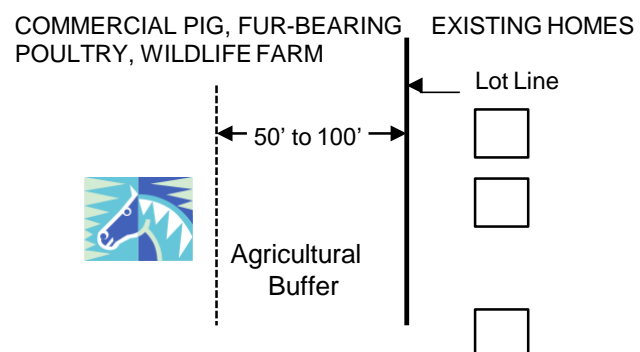 COMMERCIAL PIG, FUR-BEARING
POULTRY, WILDLIFE FARM
EXISTING HOMES
Lot Line
50’ to 100’
Agricultural
Buffer